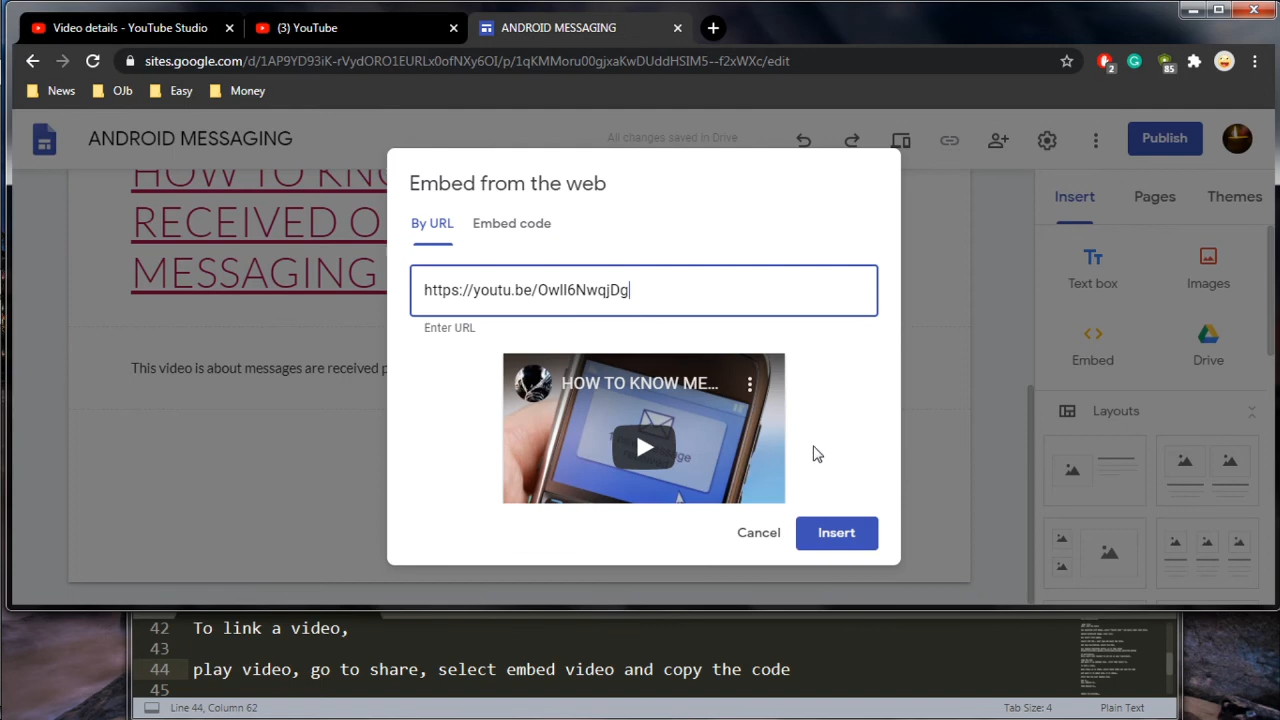 Video details - YouTube Studio
(3) YouTube
ANDROID MESSAGING
sites.google.com/d/1AP9YD93iK-rVydORO1EURLx0ofNXy6OI/p/1qKMMoru00gjxaKwDUddHSIM5--f2xWXc/edit
2
85
News
OJb
Easy
Money
ANDROID MESSAGING
All changes saved in Drive
Publish
HOW TO KNO
RECEIVED O
MESSAGING
This video is about messages are received p
Embed from the web
By URL
Embed code
https://youtu.be/OwlI6NwqjDg
Enter URL
HOW TO KNOW ME...
Cancel
Insert
Insert
Pages
Themes
Text box
Images
Embed
Drive
Layouts
42 To link a video,
43
44 playvideo, go to share, select embed video and copy the code
45
Line 44, Column 62
Tab Size: 4
Plain Text